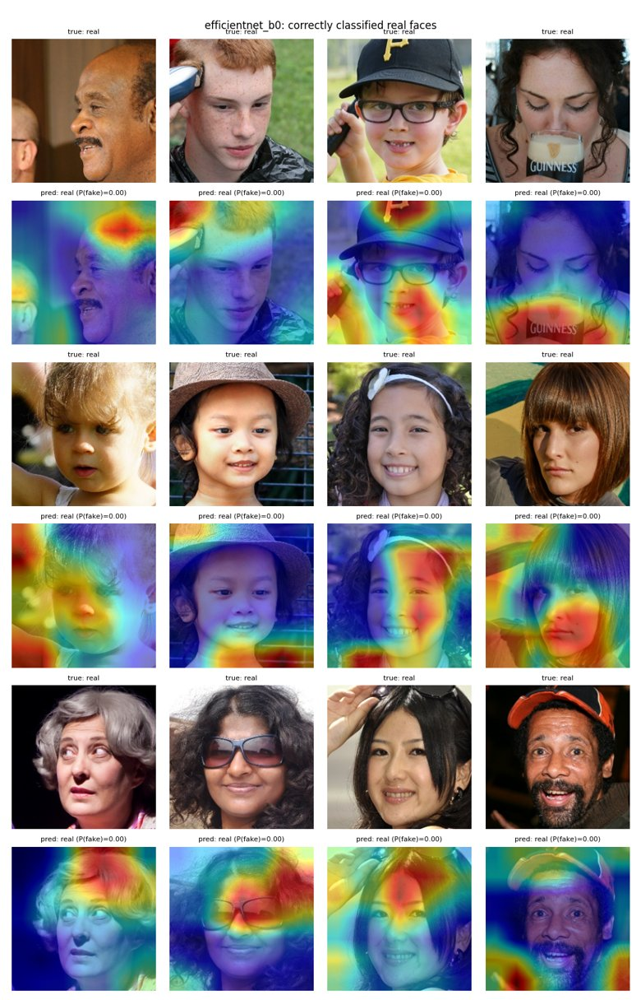 efficientnet_b0: correctly classified real faces
true: real true: real true: real true: real
P
GUINNESS
pred: real (P(fake)=0.00) pred: real (P(fake)=0.00) pred: real (P(fake)=0.00) pred: real (P(fake)=0.00)
P
GUINNESS
true: real true: real true: real true: real
pred: real (P(fake)=0.00) pred: real (P(fake)=0.00) pred: real (P(fake)=0.00) pred: real (P(fake)=0.00)
true: real true: real true: real true: real
pred: real (P(fake)=0.00) pred: real (P(fake)=0.00) pred: real (P(fake)=0.00) pred: real (P(fake)=0.00)